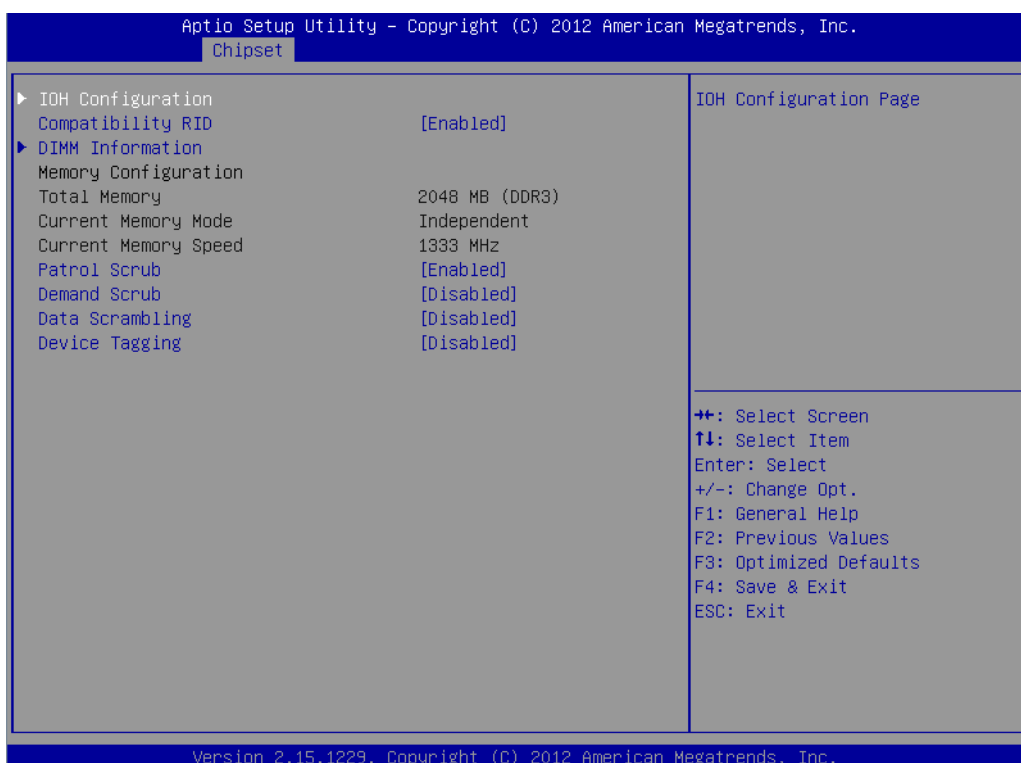 Aptio Setup Utility – Copyright (C) 2012 American Megatrends, Inc.
Chipset
IOH Configuration
Compatibility RID [Enabled]
DIMM Information
Memory Configuration
Total Memory 2048 MB (DDR3)
Current Memory Mode Independent
Current Memory Speed 1333 MHz
Patrol Scrub [Enabled]
Demand Scrub [Disabled]
Data Scrambling [Disabled]
Device Tagging [Disabled]
IOH Configuration Page
→←: Select Screen
↑↓: Select Item
Enter: Select
+/-: Change Opt.
F1: General Help
F2: Previous Values
F3: Optimized Defaults
F4: Save & Exit
ESC: Exit
Version 2.15.1229. Copyright (C) 2012 American Megatrends, Inc.